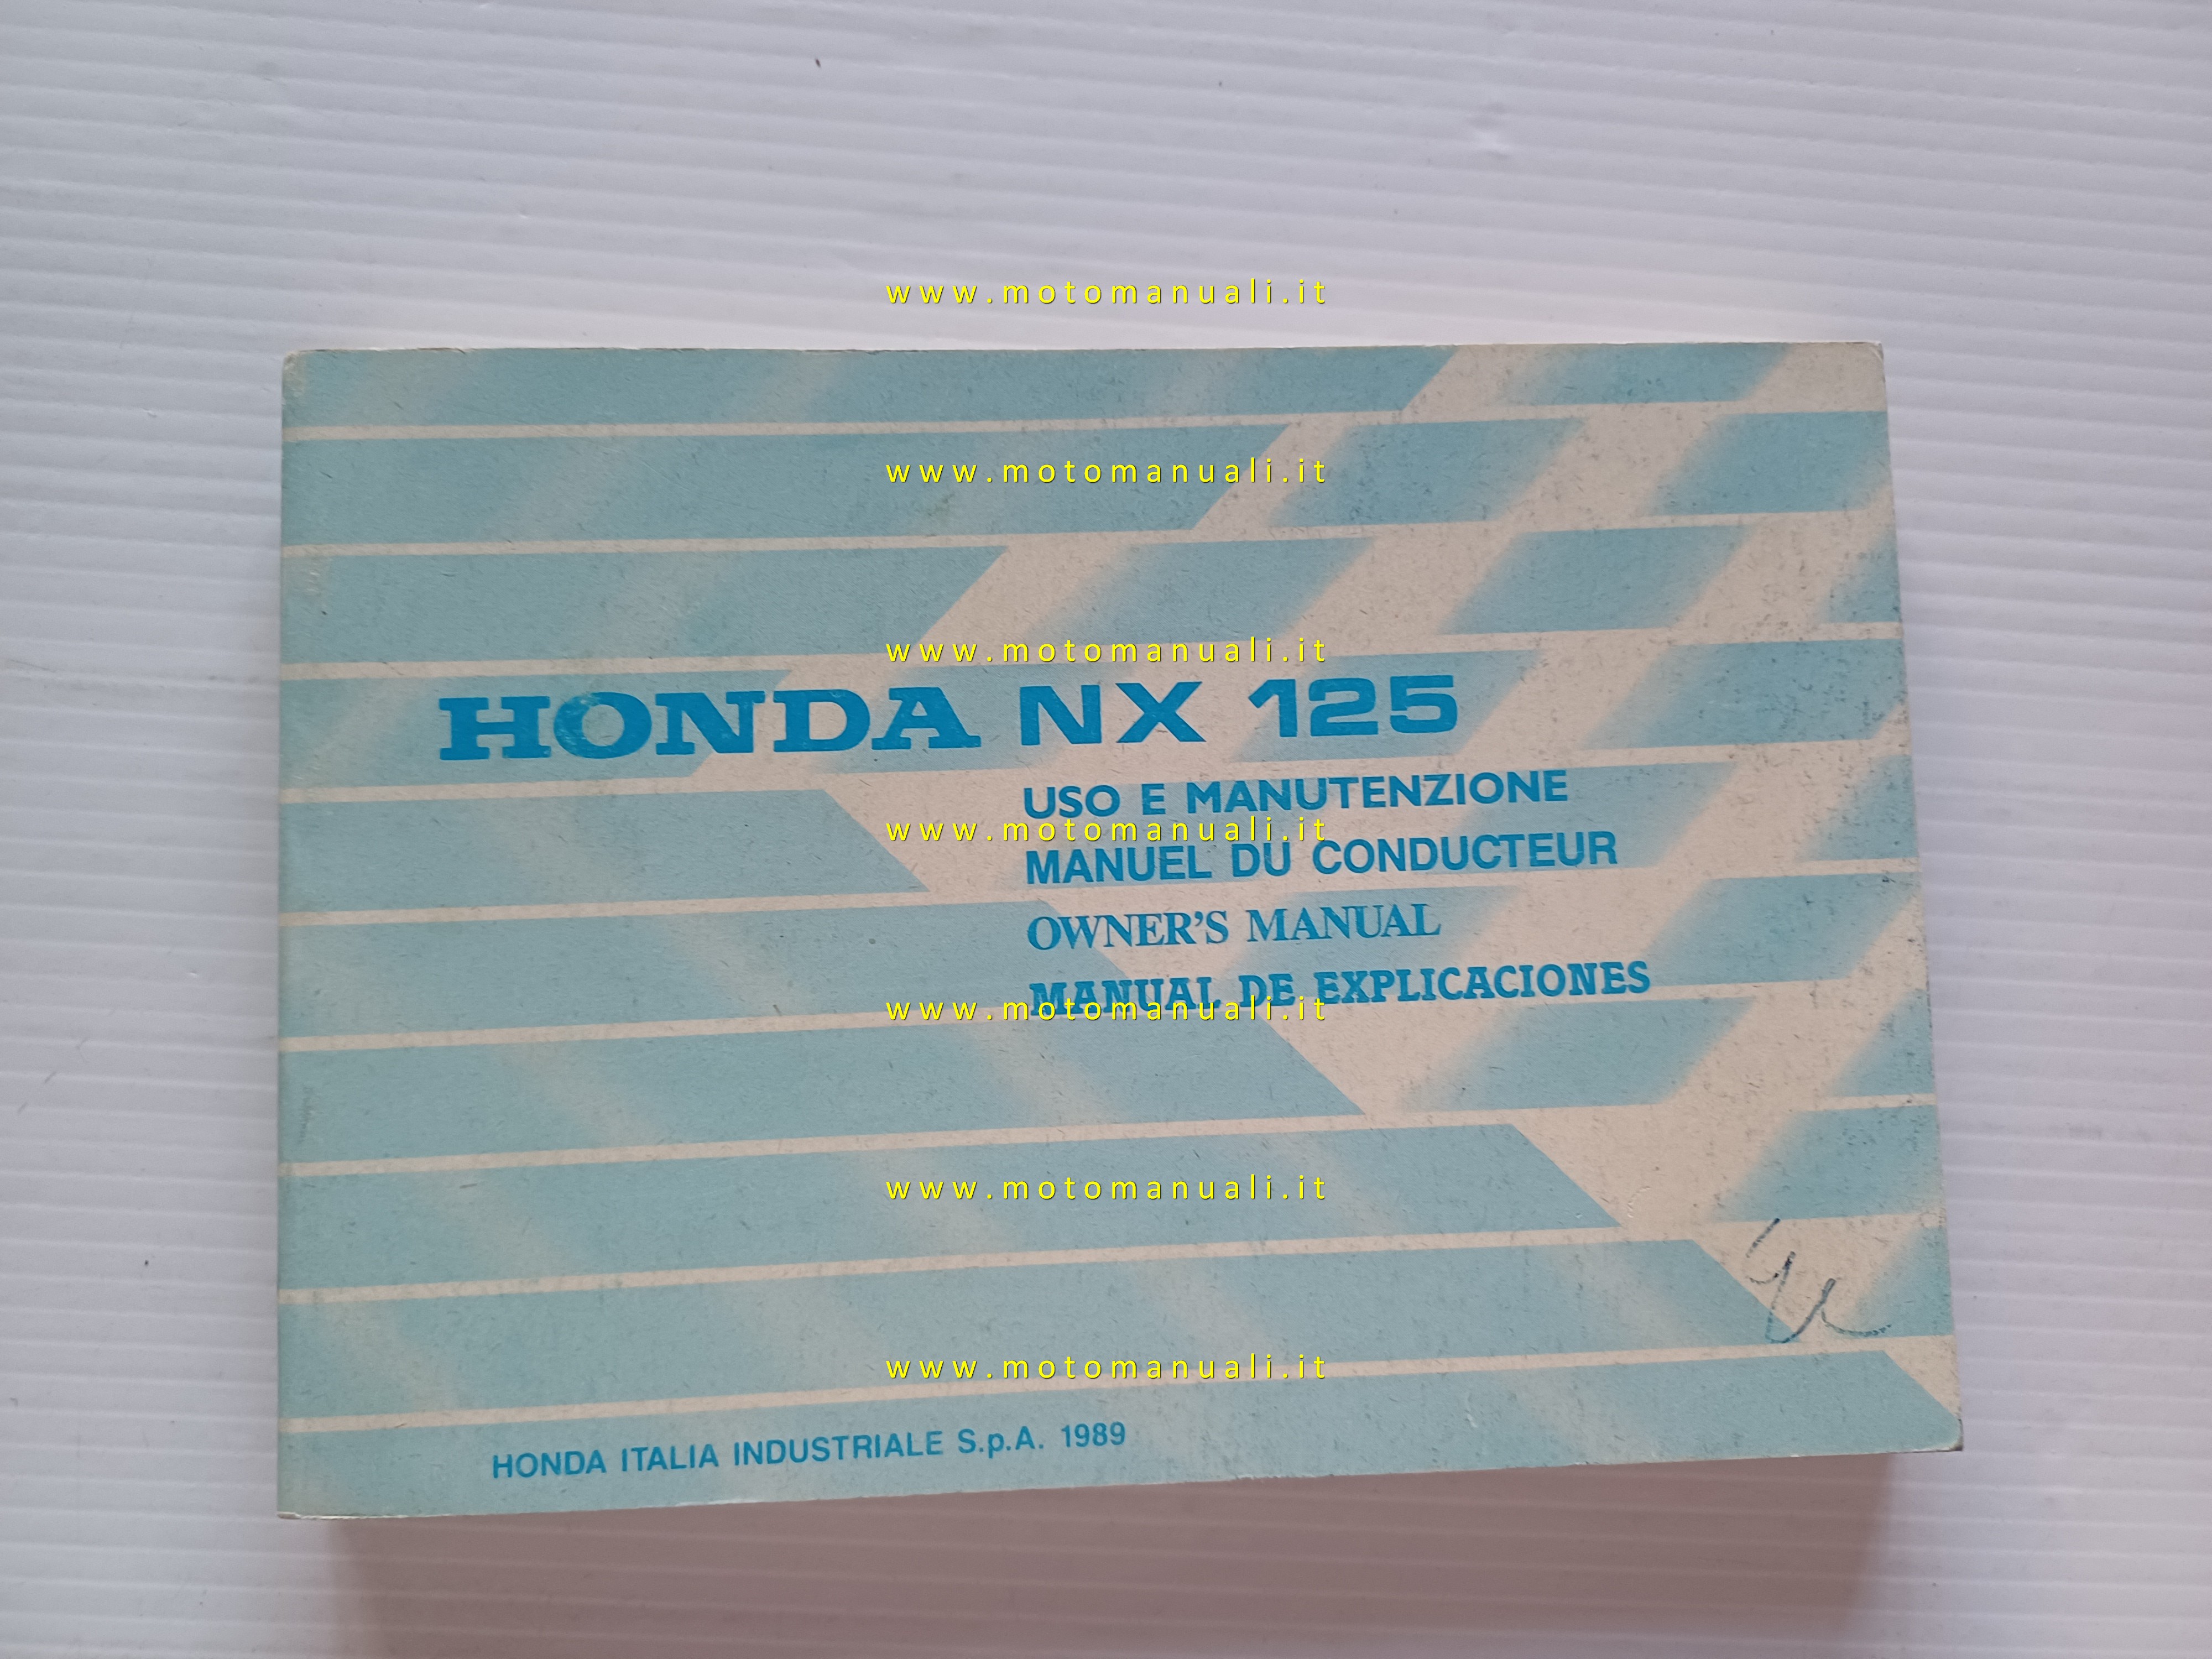 www.motomanuali.it
www.motomanuali.it
www.motomanuali.it
HONDA NX 125
USO E MANUTENZIONE
www.motomanuali.it
MANUEL DU CONDUCTEUR
OWNER'S MANUAL
MANUAL DE EXPLICACIONES
www.motomanuali.it
www.motomanuali.it
www.motomanuali.it
HONDA ITALIA INDUSTRIALE S.p.A. 1989